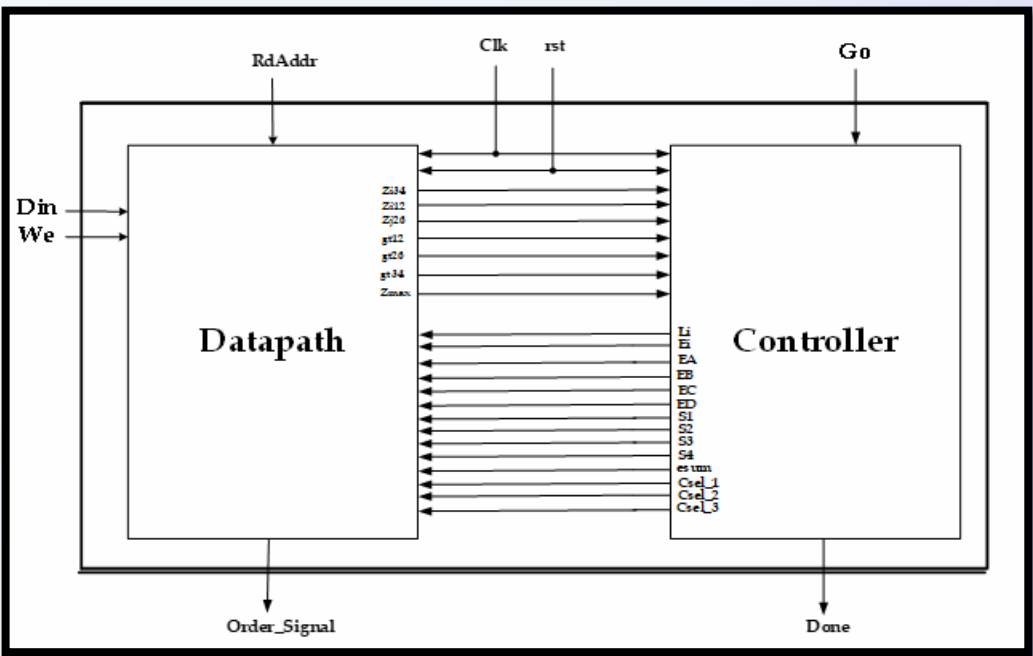 Clk
rst
Go
RdAddr
Zi34
Zi12
Zj26
gt12
gt26
gt34
Zmax
Din
We
Datapath
Controller
Li
Ei
EA
EB
EC
ED
S1
S2
S3
S4
esum
Csel_1
Csel_2
Csel_3
Order_Signal
Done